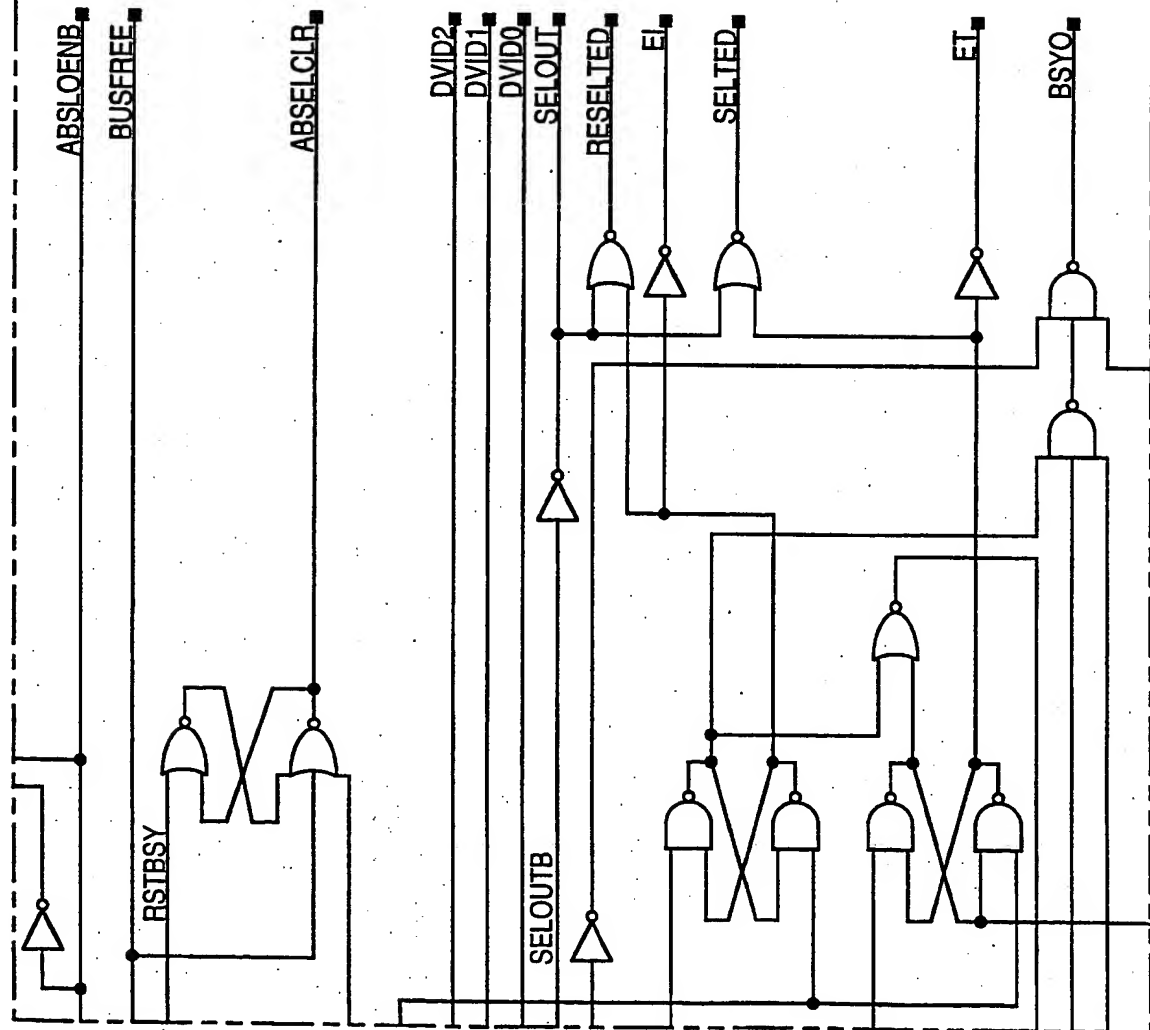 ABSLOENB
BUSFREE
ABSELCLR
DVID2
DVID1
DVID0
SELOUT
RESELTED
EI
SELTED
ET
BSYO
RSTBSY
SELOUTB